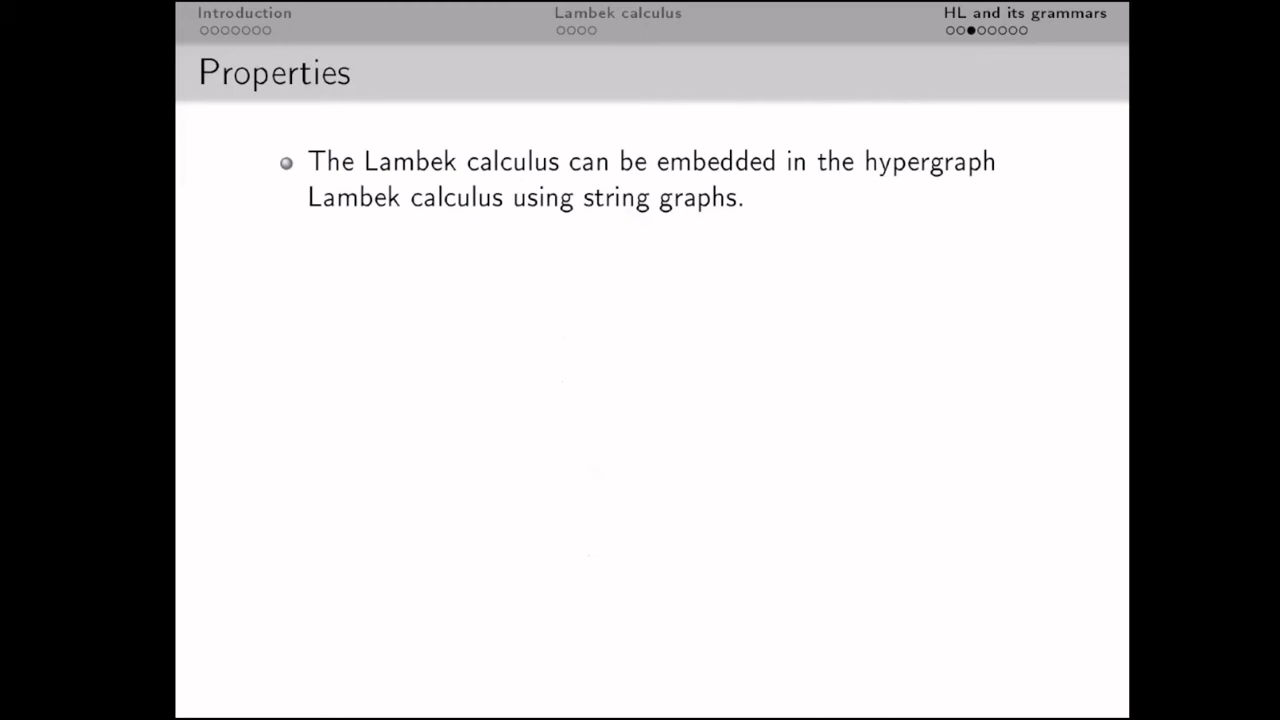 Introduction
Lambek calculus
HL and its grammars
Properties
The Lambek calculus can be embedded in the hypergraph
Lambek calculus using string graphs.